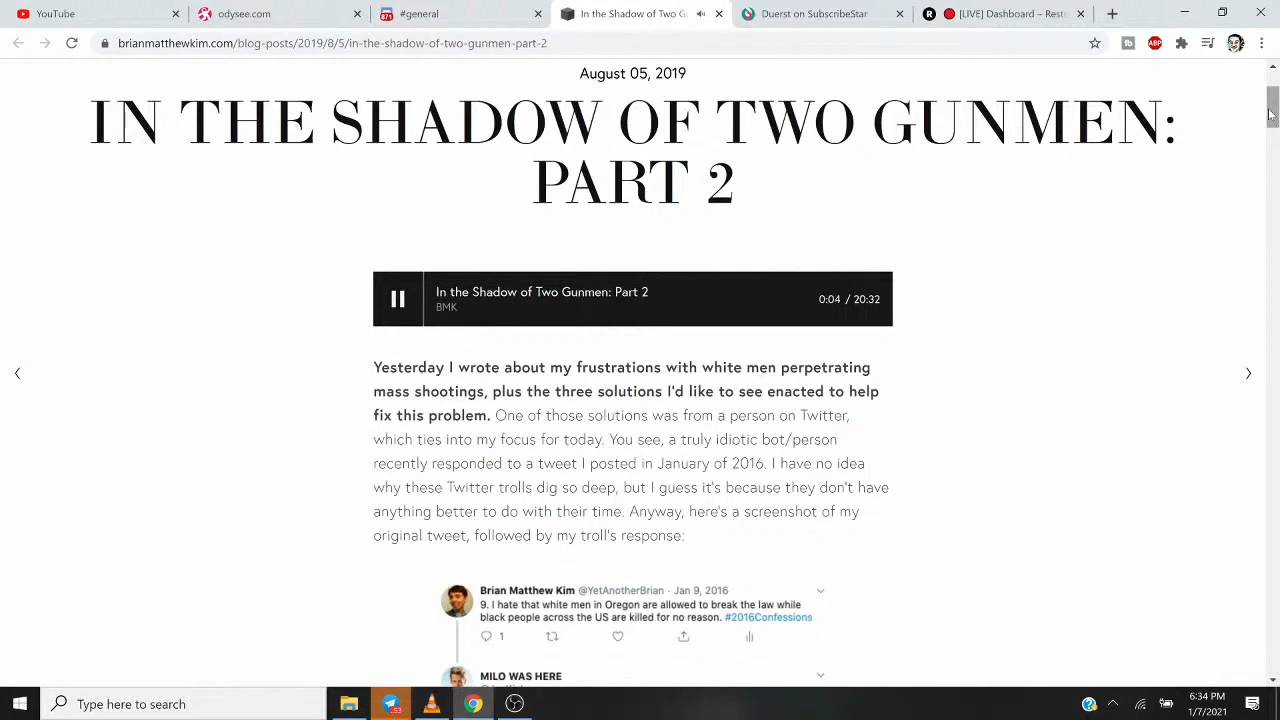 YouTube
odysee.com
871
#general
In the Shadow of Two G
Duerst on SubscribeStar
R
[LIVE] Dashboard – Rest
brianmatthewkim.com/blog-posts/2019/8/5/in-the-shadow-of-two-gunmen-part-2
fb
ABP
August 05, 2019
IN THE SHADOW OF TWO GUNMEN:
PART 2
In the Shadow of Two Gunmen: Part 2
BMK
0:04 / 20:32
Yesterday I wrote about my frustrations with white men perpetrating
mass shootings, plus the three solutions I'd like to see enacted to help
fix this problem. One of those solutions was from a person on Twitter,
which ties into my focus for today. You see, a truly idiotic bot/person
recently responded to a tweet I posted in January of 2016. I have no idea
why these Twitter trolls dig so deep, but I guess it's because they don't have
anything better to do with their time. Anyway, here's a screenshot of my
original tweet, followed by my troll's response:
Brian Matthew Kim @YetAnotherBrian · Jan 9, 2016
9. I hate that white men in Oregon are allowed to break the law while
black people across the US are killed for no reason. #2016Confessions
1
MILO WAS HERE
Type here to search
53
6:34 PM
1/7/2021